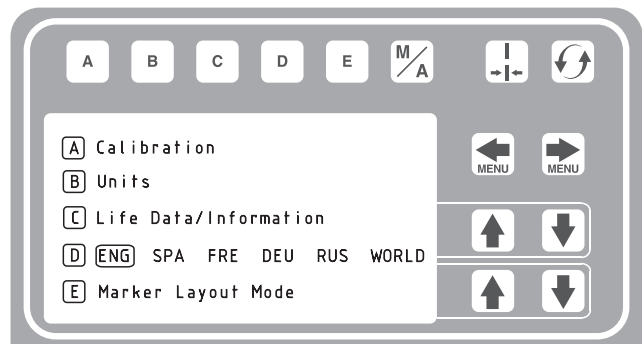 A B C D E M/A
MENU MENU
A Calibration
B Units
C Life Data/Information
D ENG SPA FRE DEU RUS WORLD
E Marker Layout Mode